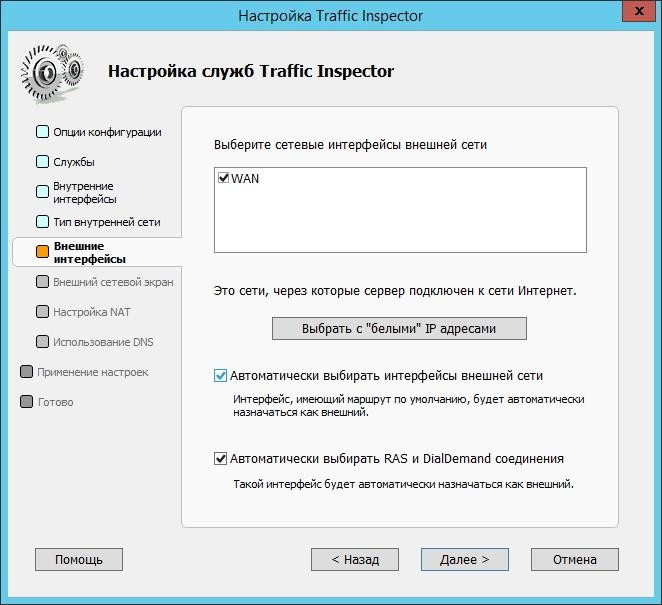 Настройка Traffic Inspector
x
Настройка служб Traffic Inspector
Опции конфигурации
Службы
Внутренние
интерфейсы
Тип внутренней сети
Внешние
интерфейсы
Внешний сетевой экран
Настройка NAT
Использование DNS
Применение настроек
Готово
Выберите сетевые интерфейсы внешней сети
WAN
Это сети, через которые сервер подключен к сети Интернет.
Выбрать с "белыми" IP адресами
Автоматически выбирать интерфейсы внешней сети
Интерфейс, имеющий маршрут по умолчанию, будет автоматически
назначаться как внешний.
Автоматически выбирать RAS и DialDemand соединения
Такой интерфейс будет автоматически назначаться как внешний.
Помощь
< Назад
Далее >
Отмена